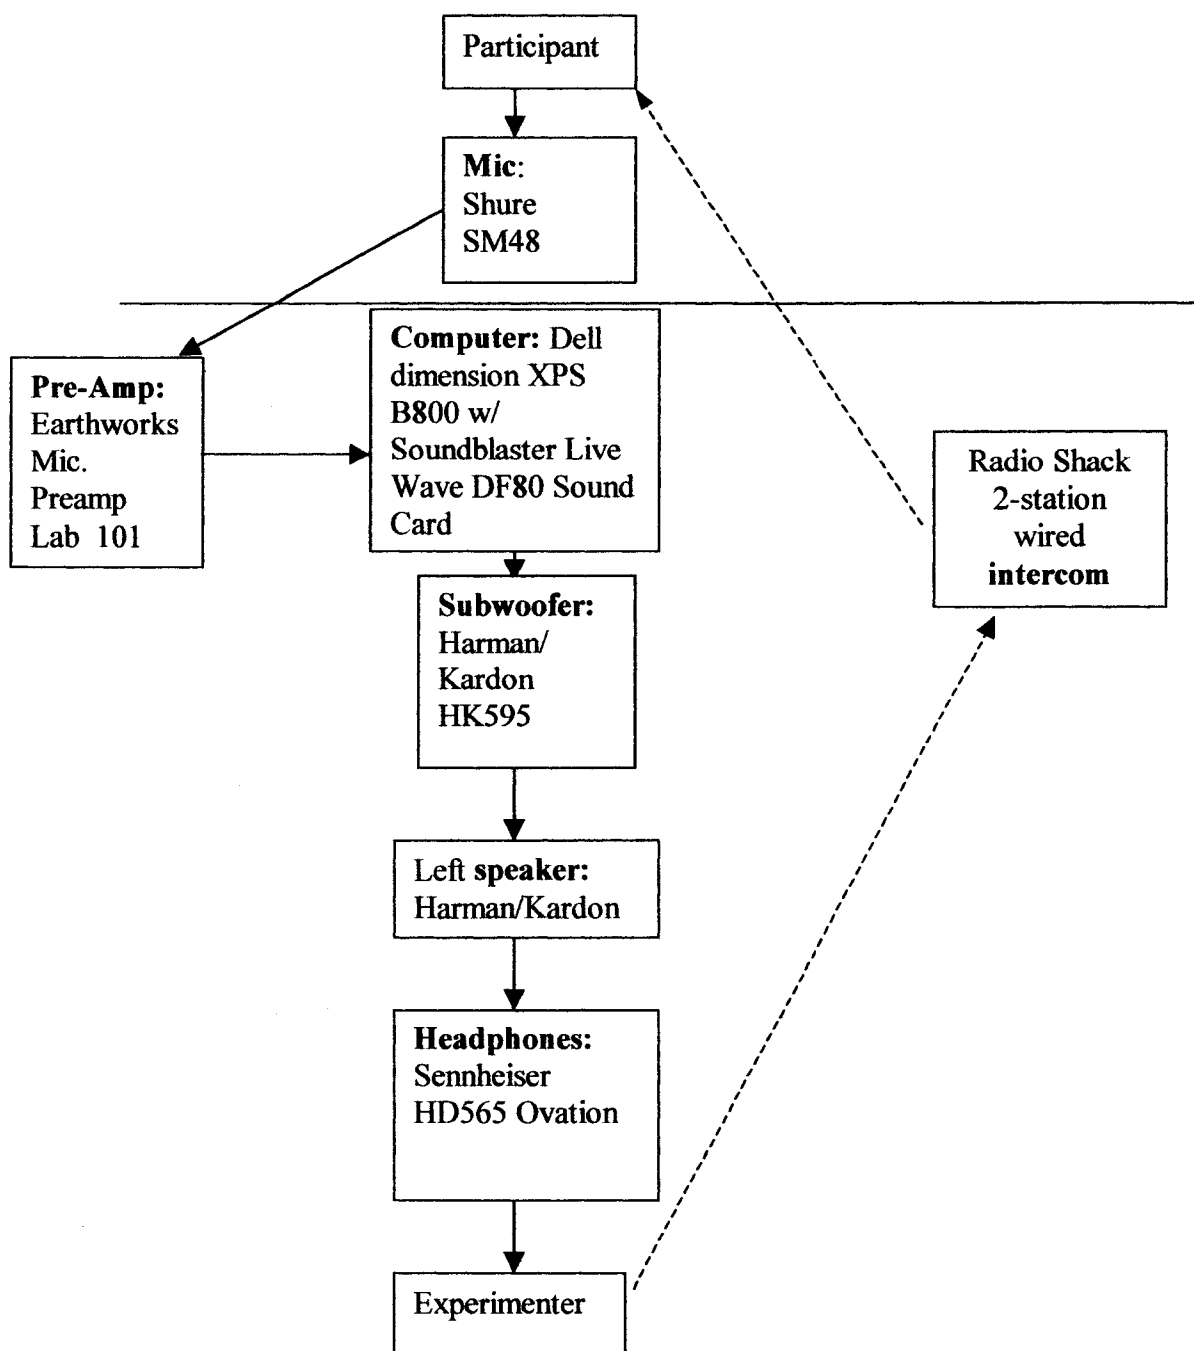 Participant
Mic:
Shure
SM48
Pre-Amp:
Earthworks
Mic.
Preamp
Lab 101
Computer: Dell
dimension XPS
B800 w/
Soundblaster Live
Wave DF80 Sound
Card
Radio Shack
2-station
wired
intercom
Subwoofer:
Harman/
Kardon
HK595
Left speaker:
Harman/Kardon
Headphones:
Sennheiser
HD565 Ovation
Experimenter